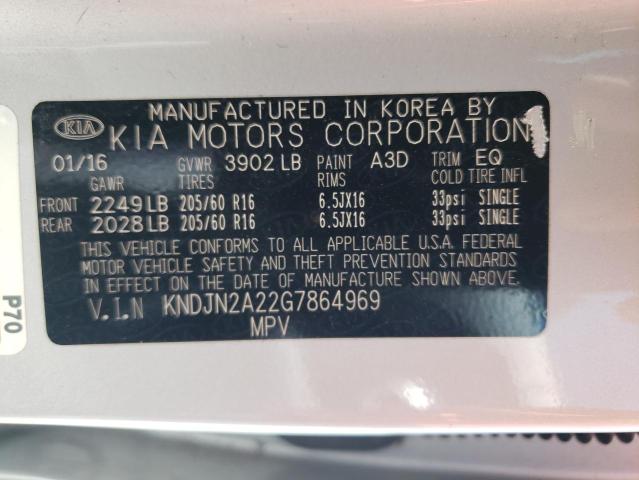 MANUFACTURED IN KOREA BY
KIA KIA MOTORS CORPORATION
01/16 GVWR 3902 LB PAINT A3D TRIM EQ
GAWR RIMS COLD TIRE INFL
FRONT 2249 LB 205/60 R16 6.5JX16 33psi SINGLE
REAR 2028 LB 205/60 R16 6.5JX16 33psi SINGLE
THIS VEHICLE CONFORMS TO ALL APPLICABLE U.S.A. FEDERAL
MOTOR VEHICLE SAFETY AND THEFT PREVENTION STANDARDS
IN EFFECT ON THE DATE OF MANUFACTURE SHOWN ABOVE.
V.I.N KNDJN2A22G7864969
MPV
P70